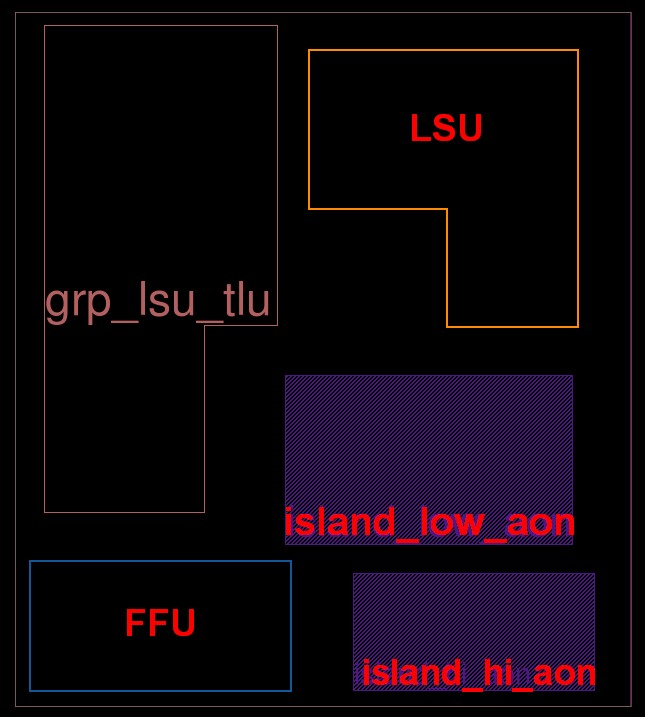 LSU
grp_lsu_tlu
island_low_aon
FFU
island_hi_aon